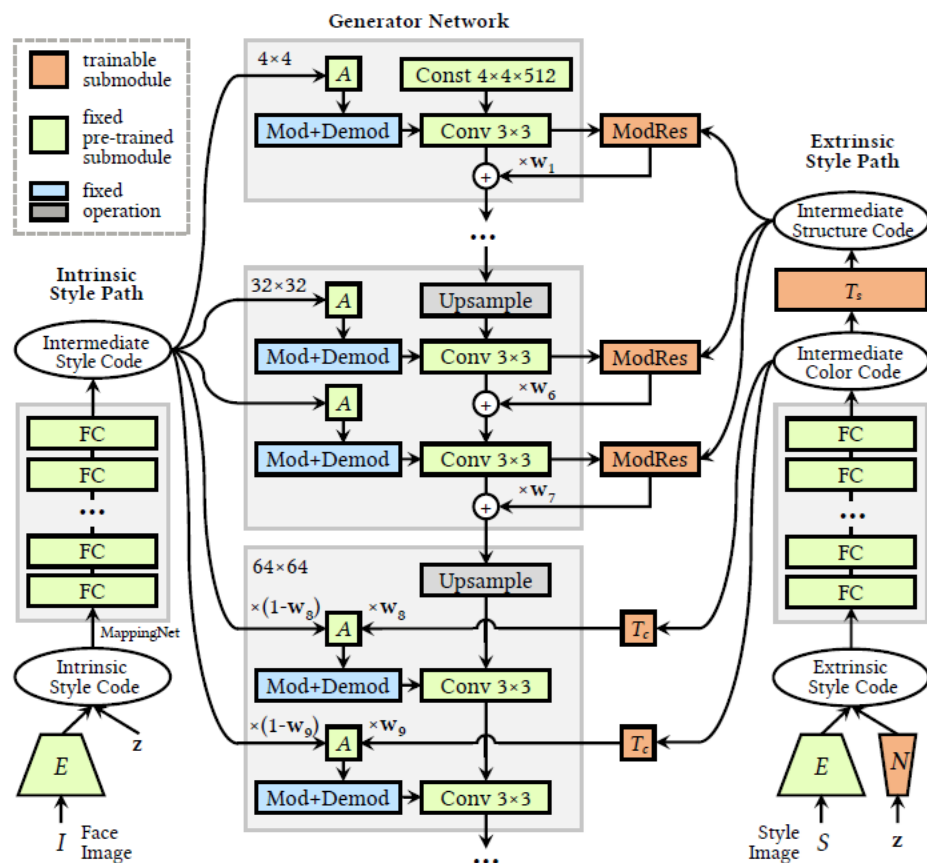 Generator Network
trainable
submodule
fixed
pre-trained
submodule
fixed
operation
4×4
A
Const 4×4×512
Mod+Demod
Conv 3×3
ModRes
×w₁
+
...
Extrinsic
Style Path
Intermediate
Structure Code
Tₛ
Intermediate
Color Code
FC
FC
...
FC
FC
Extrinsic
Style Code
E
N
Style
Image
S
z
Intrinsic
Style Path
Intermediate
Style Code
FC
FC
...
FC
FC
MappingNet
Intrinsic
Style Code
z
E
I
Face
Image
32×32
A
Upsample
Mod+Demod
Conv 3×3
ModRes
×w₆
+
A
Mod+Demod
Conv 3×3
ModRes
×w₇
+
64×64
Upsample
×(1-w₈)
A
×w₈
T꜀
Mod+Demod
Conv 3×3
×(1-w₉)
A
×w₉
T꜀
Mod+Demod
Conv 3×3
...